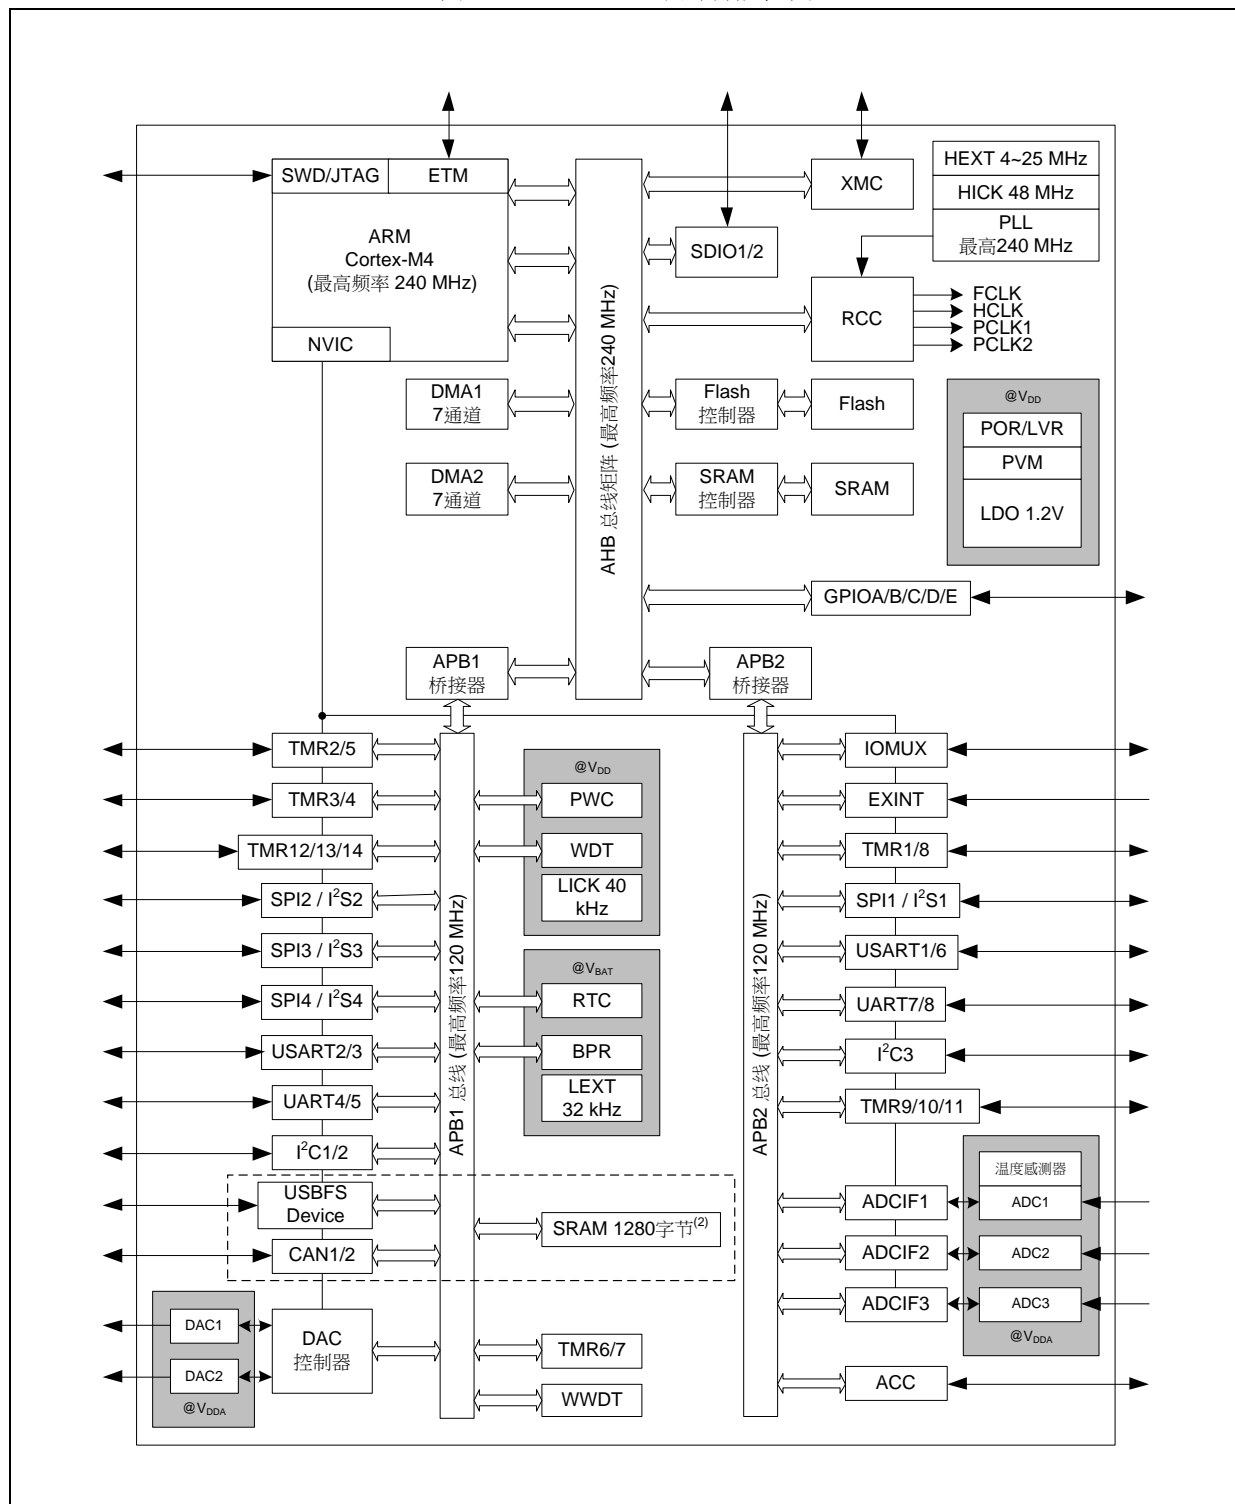 SWD/JTAG
ETM
ARM
Cortex-M4
(最高频率 240 MHz)
NVIC
XMC
SDIO1/2
HEXT 4~25 MHz
HICK 48 MHz
PLL
最高240 MHz
RCC
FCLK
HCLK
PCLK1
PCLK2
AHB 总线矩阵 (最高频率240 MHz)
DMA1
7通道
DMA2
7通道
Flash
控制器
Flash
SRAM
控制器
SRAM
@VDD
POR/LVR
PVM
LDO 1.2V
GPIOA/B/C/D/E
APB1
桥接器
APB2
桥接器
TMR2/5
TMR3/4
TMR12/13/14
SPI2 / I²S2
SPI3 / I²S3
SPI4 / I²S4
USART2/3
UART4/5
I²C1/2
USBFS
Device
CAN1/2
DAC1
DAC2
@VDDA
DAC
控制器
APB1 总线 (最高频率120 MHz)
@VDD
PWC
WDT
LICK 40
kHz
@VBAT
RTC
BPR
LEXT
32 kHz
SRAM 1280字节(2)
TMR6/7
WWDT
APB2 总线 (最高频率120 MHz)
IOMUX
EXINT
TMR1/8
SPI1 / I²S1
USART1/6
UART7/8
I²C3
TMR9/10/11
ADCIF1
ADCIF2
ADCIF3
ACC
温度感测器
ADC1
ADC2
ADC3
@VDDA